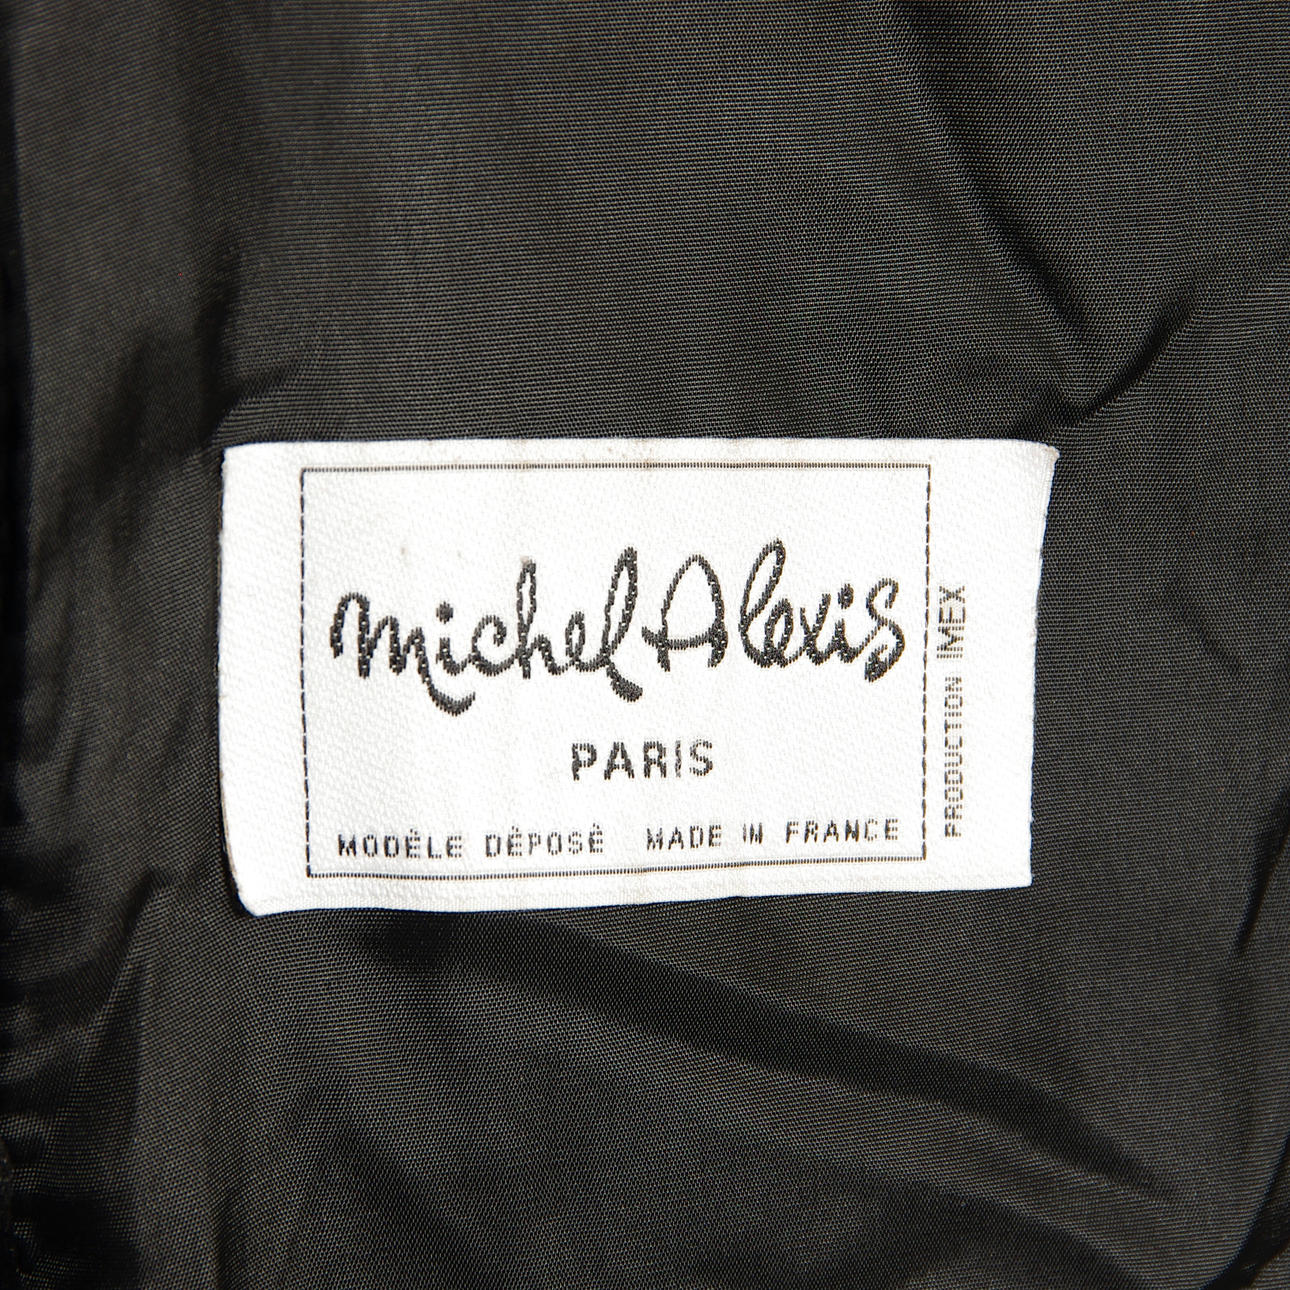 Michel Alexis
PARIS
MODÈLE DÉPOSÉ MADE IN FRANCE
PRODUCTION IMEX